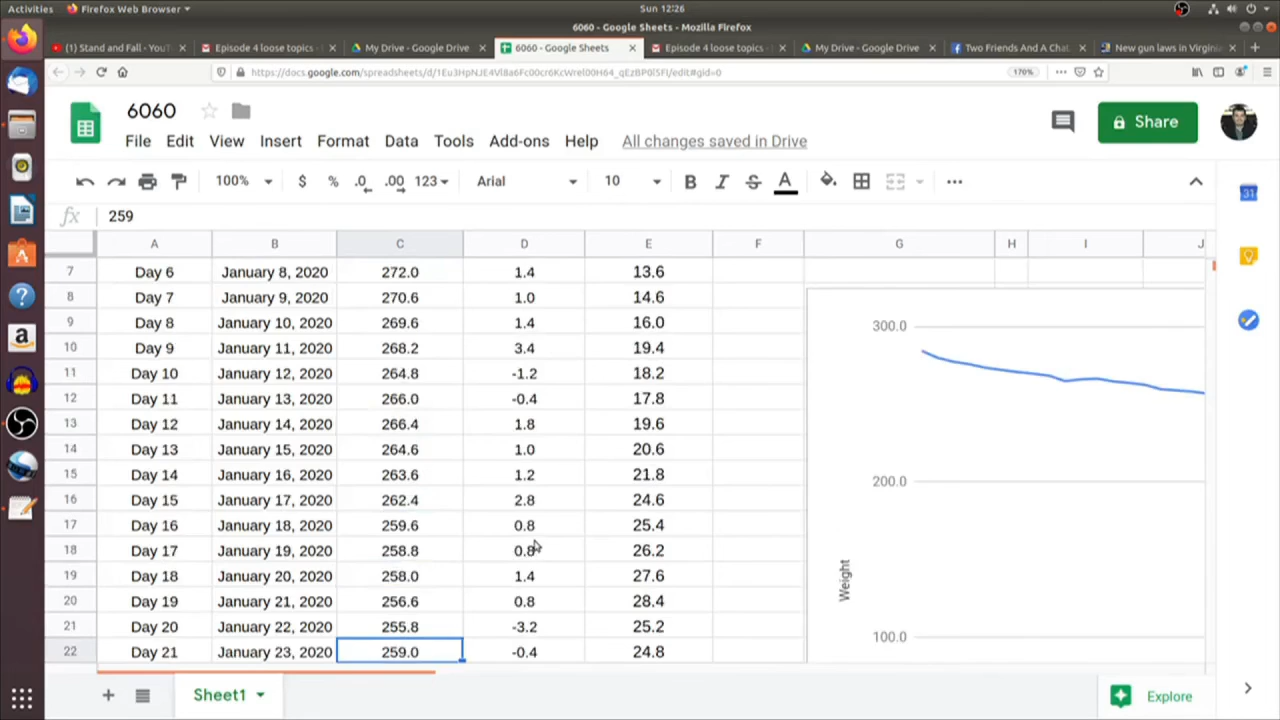 Activities Firefox Web Browser Sun 12:26
6060 - Google Sheets - Mozilla Firefox
(1) Stand and Fall - YouT Episode 4 loose topics - My Drive - Google Drive 6060 - Google Sheets Episode 4 loose topics - My Drive - Google Drive Two Friends And A Chat. New gun laws in Virginia
170%
6060
File Edit View Insert Format Data Tools Add-ons Help All changes saved in Drive
Share
100% $ % .0 .00 123 Arial 10 B I S A
31
fx 259
A B C D E F G H I J
7 Day 6 January 8, 2020 272.0 1.4 13.6
8 Day 7 January 9, 2020 270.6 1.0 14.6
9 Day 8 January 10, 2020 269.6 1.4 16.0
10 Day 9 January 11, 2020 268.2 3.4 19.4
11 Day 10 January 12, 2020 264.8 -1.2 18.2
12 Day 11 January 13, 2020 266.0 -0.4 17.8
13 Day 12 January 14, 2020 266.4 1.8 19.6
14 Day 13 January 15, 2020 264.6 1.0 20.6
15 Day 14 January 16, 2020 263.6 1.2 21.8
16 Day 15 January 17, 2020 262.4 2.8 24.6
17 Day 16 January 18, 2020 259.6 0.8 25.4
18 Day 17 January 19, 2020 258.8 0.8 26.2
19 Day 18 January 20, 2020 258.0 1.4 27.6
20 Day 19 January 21, 2020 256.6 0.8 28.4
21 Day 20 January 22, 2020 255.8 -3.2 25.2
22 Day 21 January 23, 2020 259.0 -0.4 24.8
300.0
200.0
100.0
Weight
Sheet1
Explore